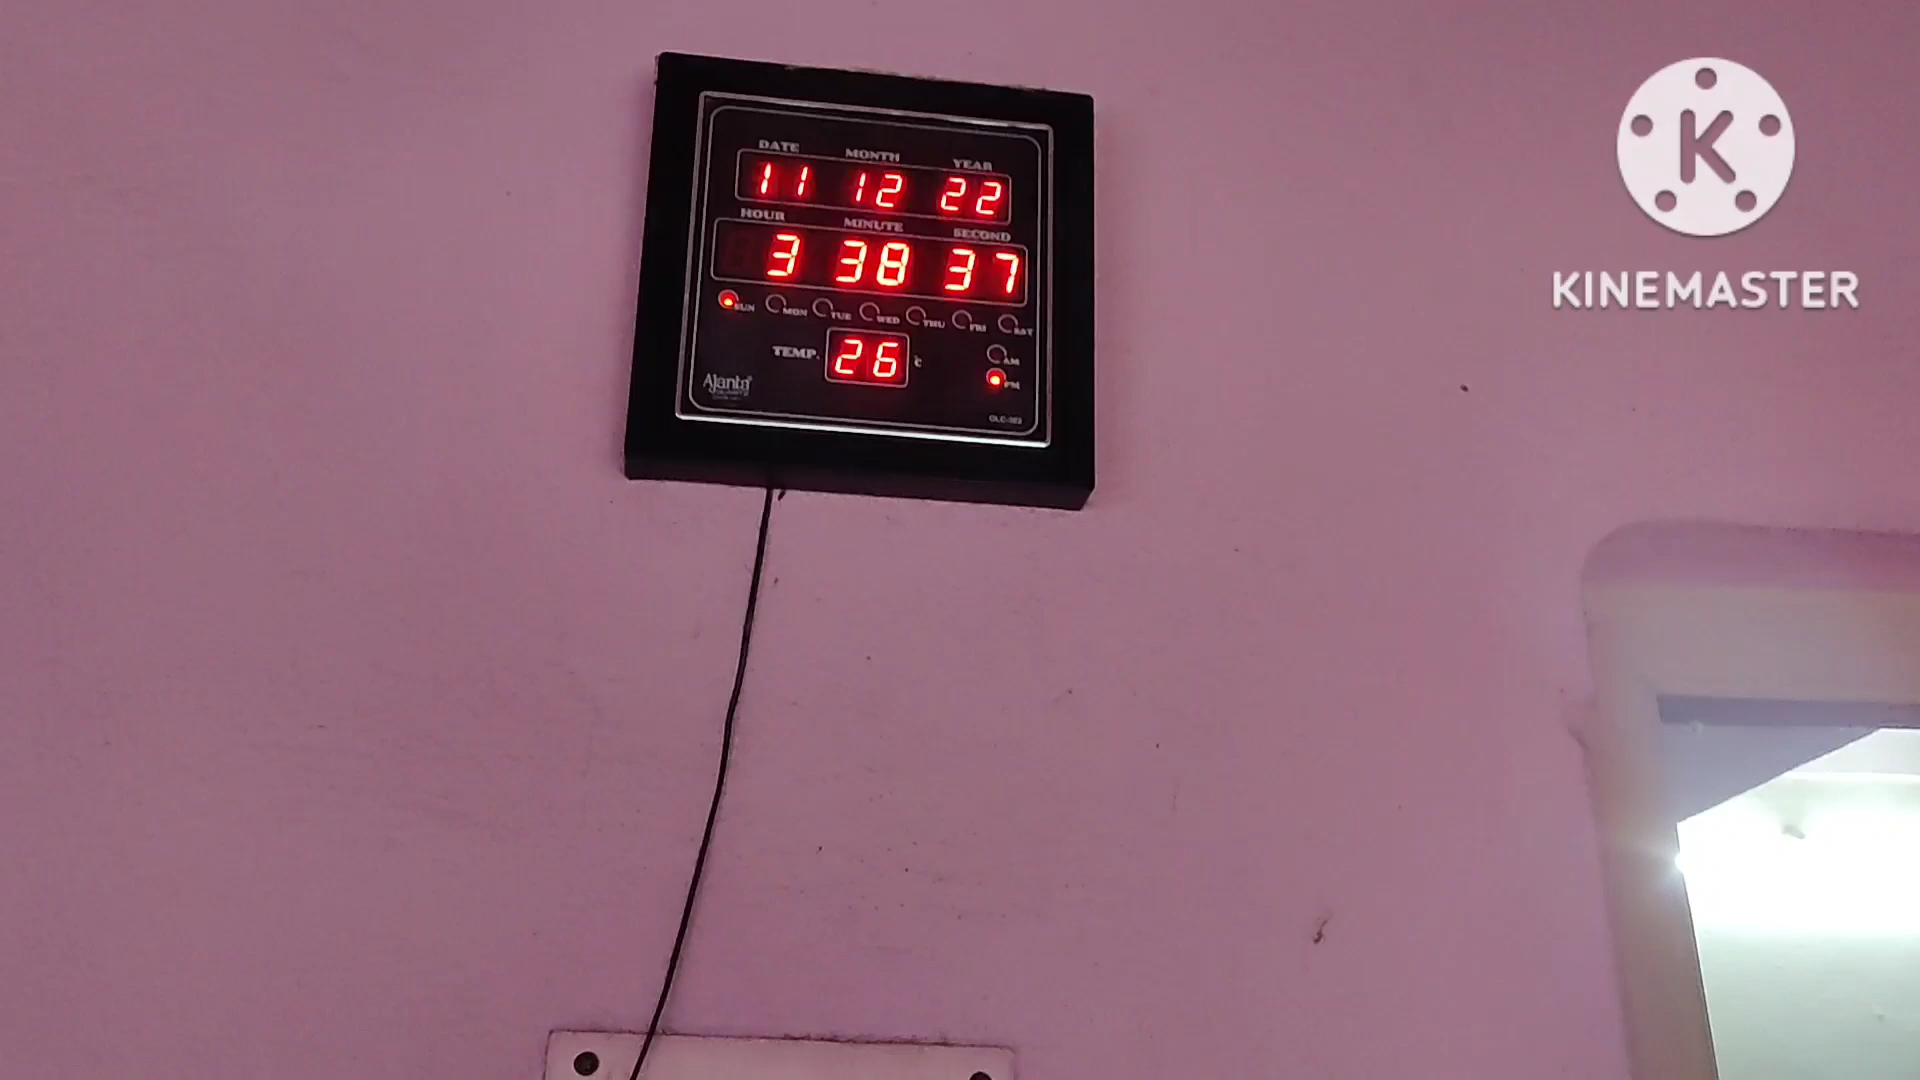 DATE MONTH YEAR
11 12 22
HOUR MINUTE SECOND
3 38 37
SUN MON TUE WED THU FRI SAT
TEMP. 26 °C
AM
PM
Ajanta
K
KINEMASTER